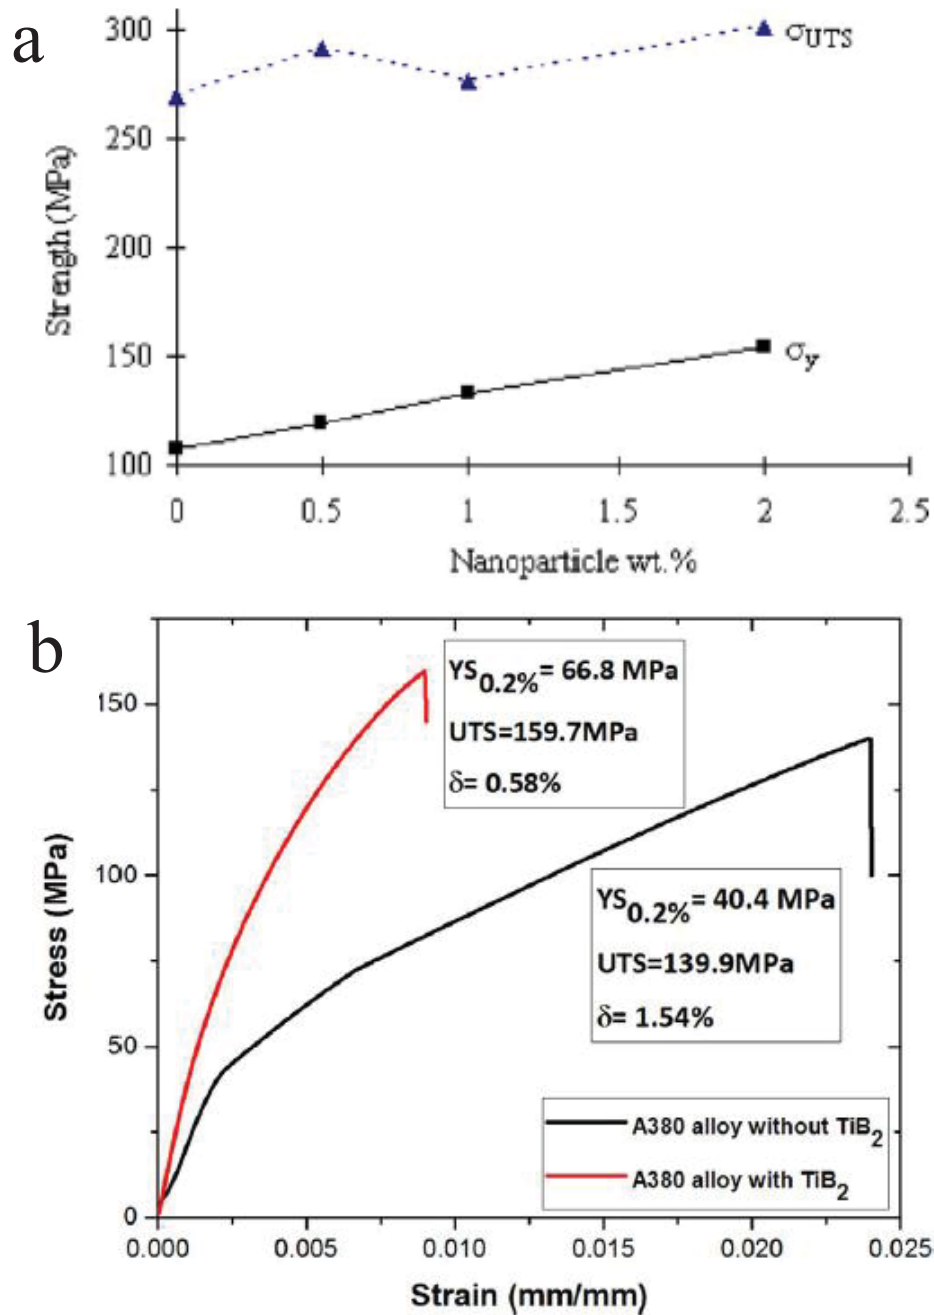 a
300
250
200
150
100
Strength (MPa)
σUTS
σy
0 0.5 1 1.5 2 2.5
Nanopartiicle wt.%
b
150
100
50
0
Stress (MPa)
YS0.2%= 66.8 MPa
UTS=159.7MPa
δ= 0.58%
YS0.2%= 40.4 MPa
UTS=139.9MPa
δ= 1.54%
A380 alloy without TiB2
A380 alloy with TiB2
0.000 0.005 0.010 0.015 0.020 0.025
Strain (mm/mm)